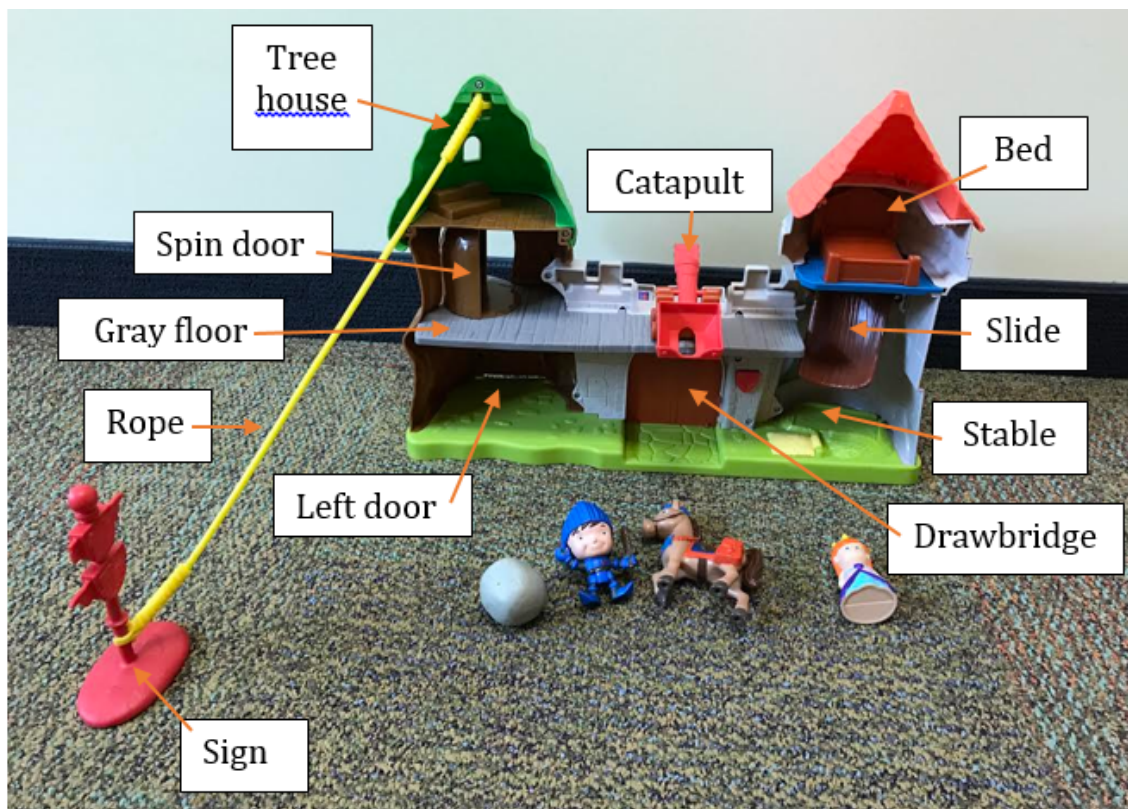 Tree
house
Catapult
Bed
Spin door
Gray floor
Slide
Rope
Stable
Left door
Drawbridge
Sign